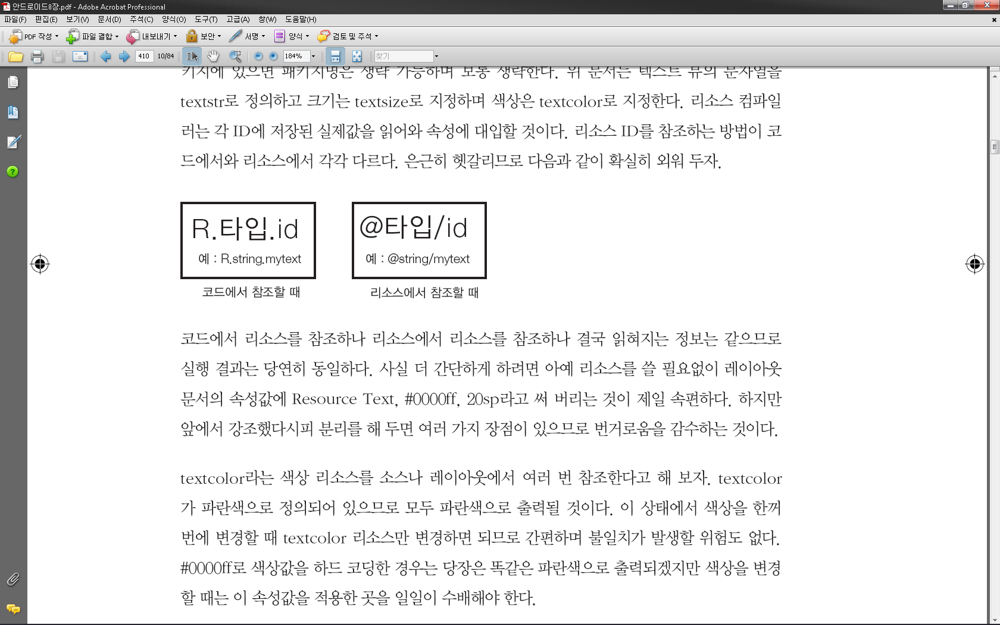 안드로이드8장.pdf - Adobe Acrobat Professional
파일(F) 편집(E) 보기(V) 문서(D) 주석(C) 양식(O) 도구(T) 고급(A) 창(W) 도움말(H)
PDF 작성 파일 결합 내보내기 보안 서명 양식 검토 및 주석
410 10/84 184% 찾기
키지에 있으면 패키지명은 생략 가능하며 보통 생략한다. 위 문서는 텍스트 뷰의 문자열을
textstr로 정의하고 크기는 textsize로 지정하며 색상은 textcolor로 지정한다. 리소스 컴파일
러는 각 ID에 저장된 실제값을 읽어와 속성에 대입할 것이다. 리소스 ID를 참조하는 방법이 코
드에서와 리소스에서 각각 다르다. 은근히 헷갈리므로 다음과 같이 확실히 외워 두자.
R.타입.id
예 : R.string.mytext
코드에서 참조할 때
@타입/id
예 : @string/mytext
리소스에서 참조할 때
코드에서 리소스를 참조하나 리소스에서 리소스를 참조하나 결국 읽혀지는 정보는 같으므로
실행 결과는 당연히 동일하다. 사실 더 간단하게 하려면 아예 리소스를 쓸 필요없이 레이아웃
문서의 속성값에 Resource Text, #0000ff, 20sp라고 써 버리는 것이 제일 속편하다. 하지만
앞에서 강조했다시피 분리를 해 두면 여러 가지 장점이 있으므로 번거로움을 감수하는 것이다.
textcolor라는 색상 리소스를 소스나 레이아웃에서 여러 번 참조한다고 해 보자. textcolor
가 파란색으로 정의되어 있으므로 모두 파란색으로 출력될 것이다. 이 상태에서 색상을 한꺼
번에 변경할 때 textcolor 리소스만 변경하면 되므로 간편하며 불일치가 발생할 위험도 없다.
#0000ff로 색상값을 하드 코딩한 경우는 당장은 똑같은 파란색으로 출력되겠지만 색상을 변경
할 때는 이 속성값을 적용한 곳을 일일이 수배해야 한다.